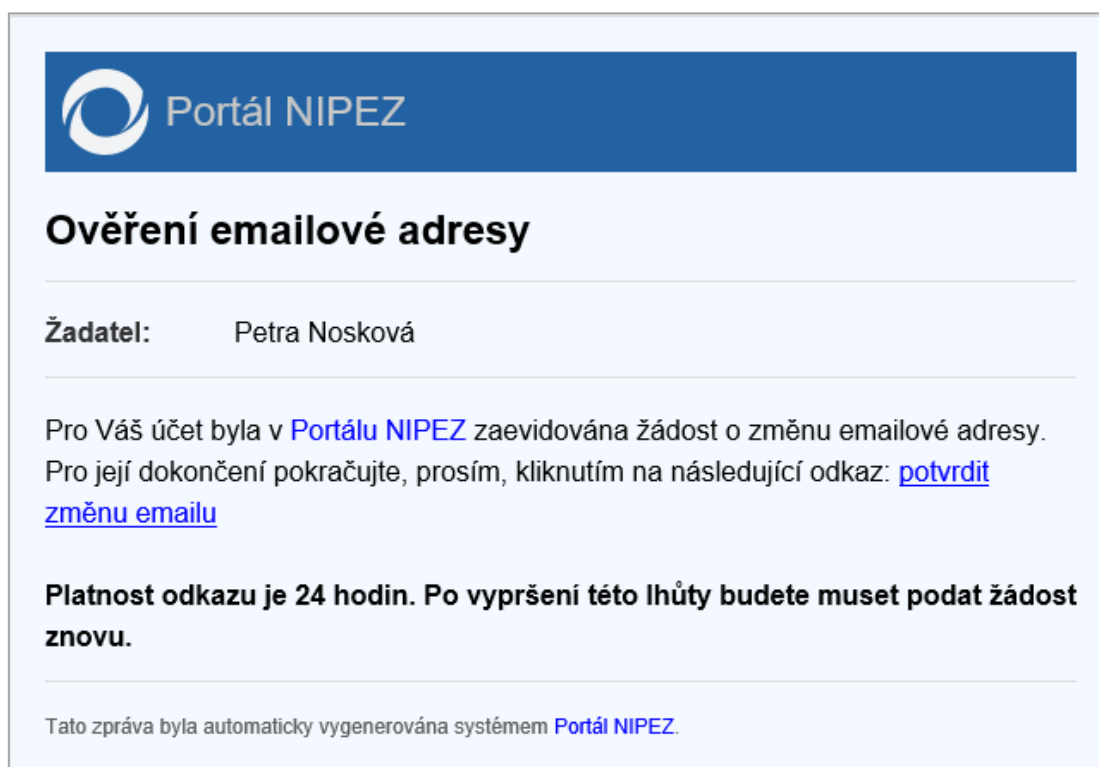 Portál NIPEZ
Ověření emailové adresy
Žadatel: Petra Nosková
Pro Váš účet byla v Portálu NIPEZ zaevidována žádost o změnu emailové adresy.
Pro její dokončení pokračujte, prosím, kliknutím na následující odkaz: potvrdit
změnu emailu
Platnost odkazu je 24 hodin. Po vypršení této lhůty budete muset podat žádost
znovu.
Tato zpráva byla automaticky vygenerována systémem Portál NIPEZ.